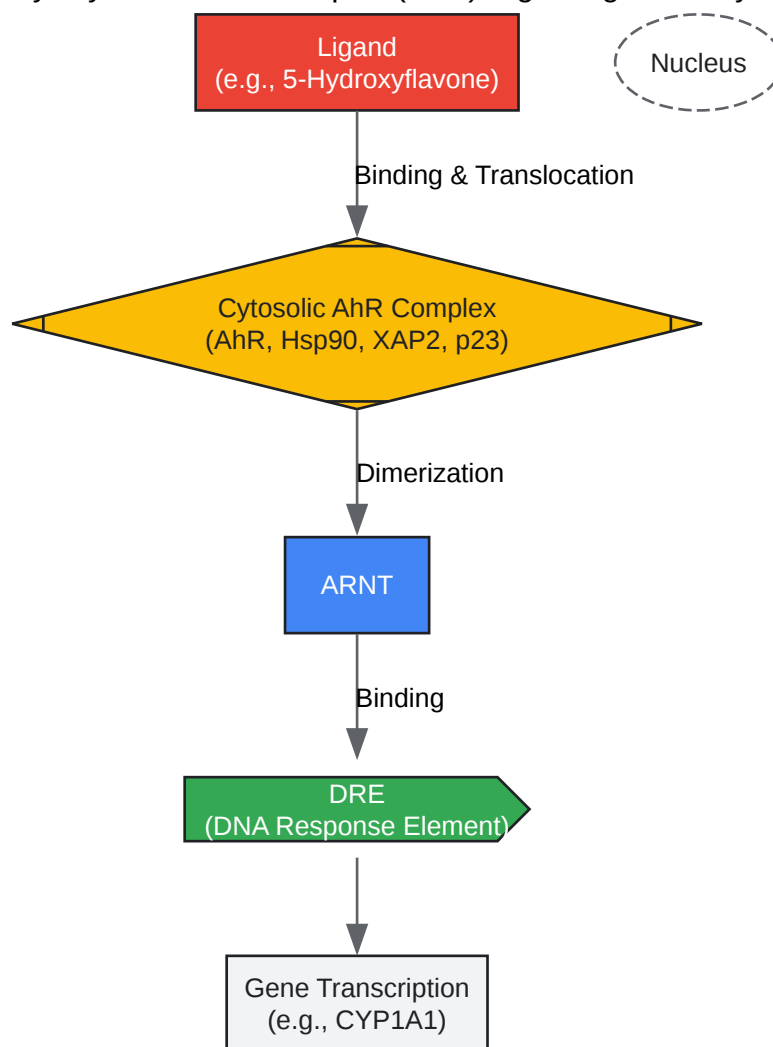 Ligand
(e.g., 5-Hydroxyflavone)
Nucleus
Binding & Translocation
Cytosolic AhR Complex
(AhR, Hsp90, XAP2, p23)
Dimerization
ARNT
Binding
DRE
(DNA Response Element)
Gene Transcription
(e.g., CYP1A1)